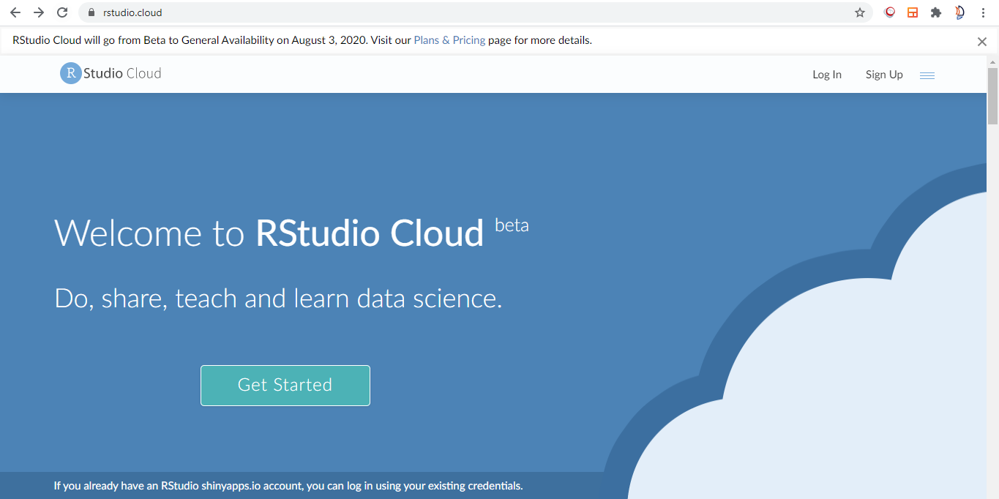 rstudio.cloud
RStudio Cloud will go from Beta to General Availability on August 3, 2020. Visit our Plans & Pricing page for more details.
R Studio Cloud
Log In Sign Up
Welcome to RStudio Cloud beta
Do, share, teach and learn data science.
Get Started
If you already have an RStudio shinyapps.io account, you can log in using your existing credentials.